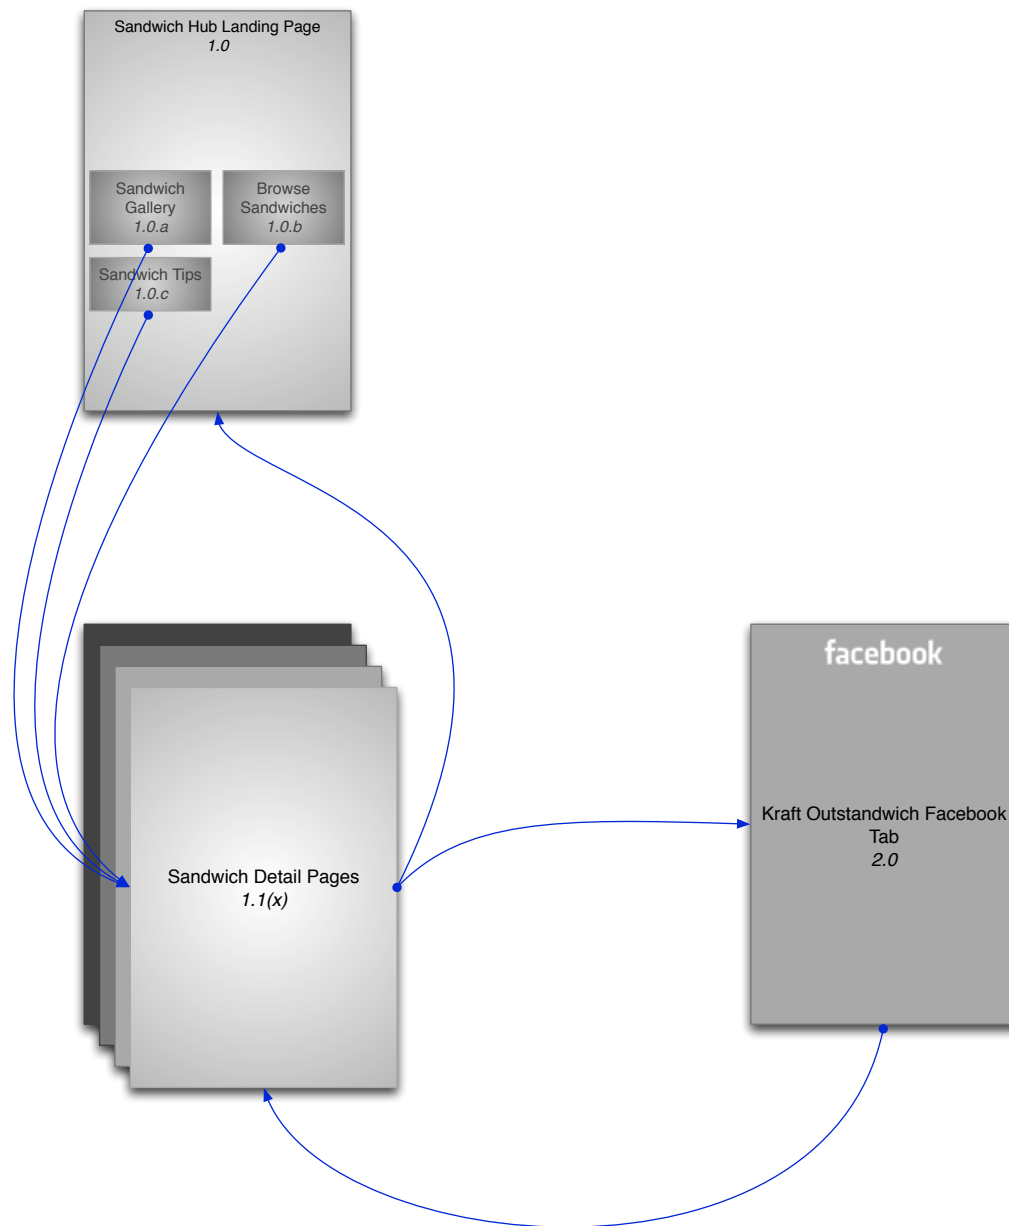 Sandwich Hub Landing Page
1.0
Sandwich
Gallery
1.0.a
Browse
Sandwiches
1.0.b
Sandwich Tips
1.0.c
facebook
Kraft Outstandwich Facebook
Tab
2.0
Sandwich Detail Pages
1.1(x)